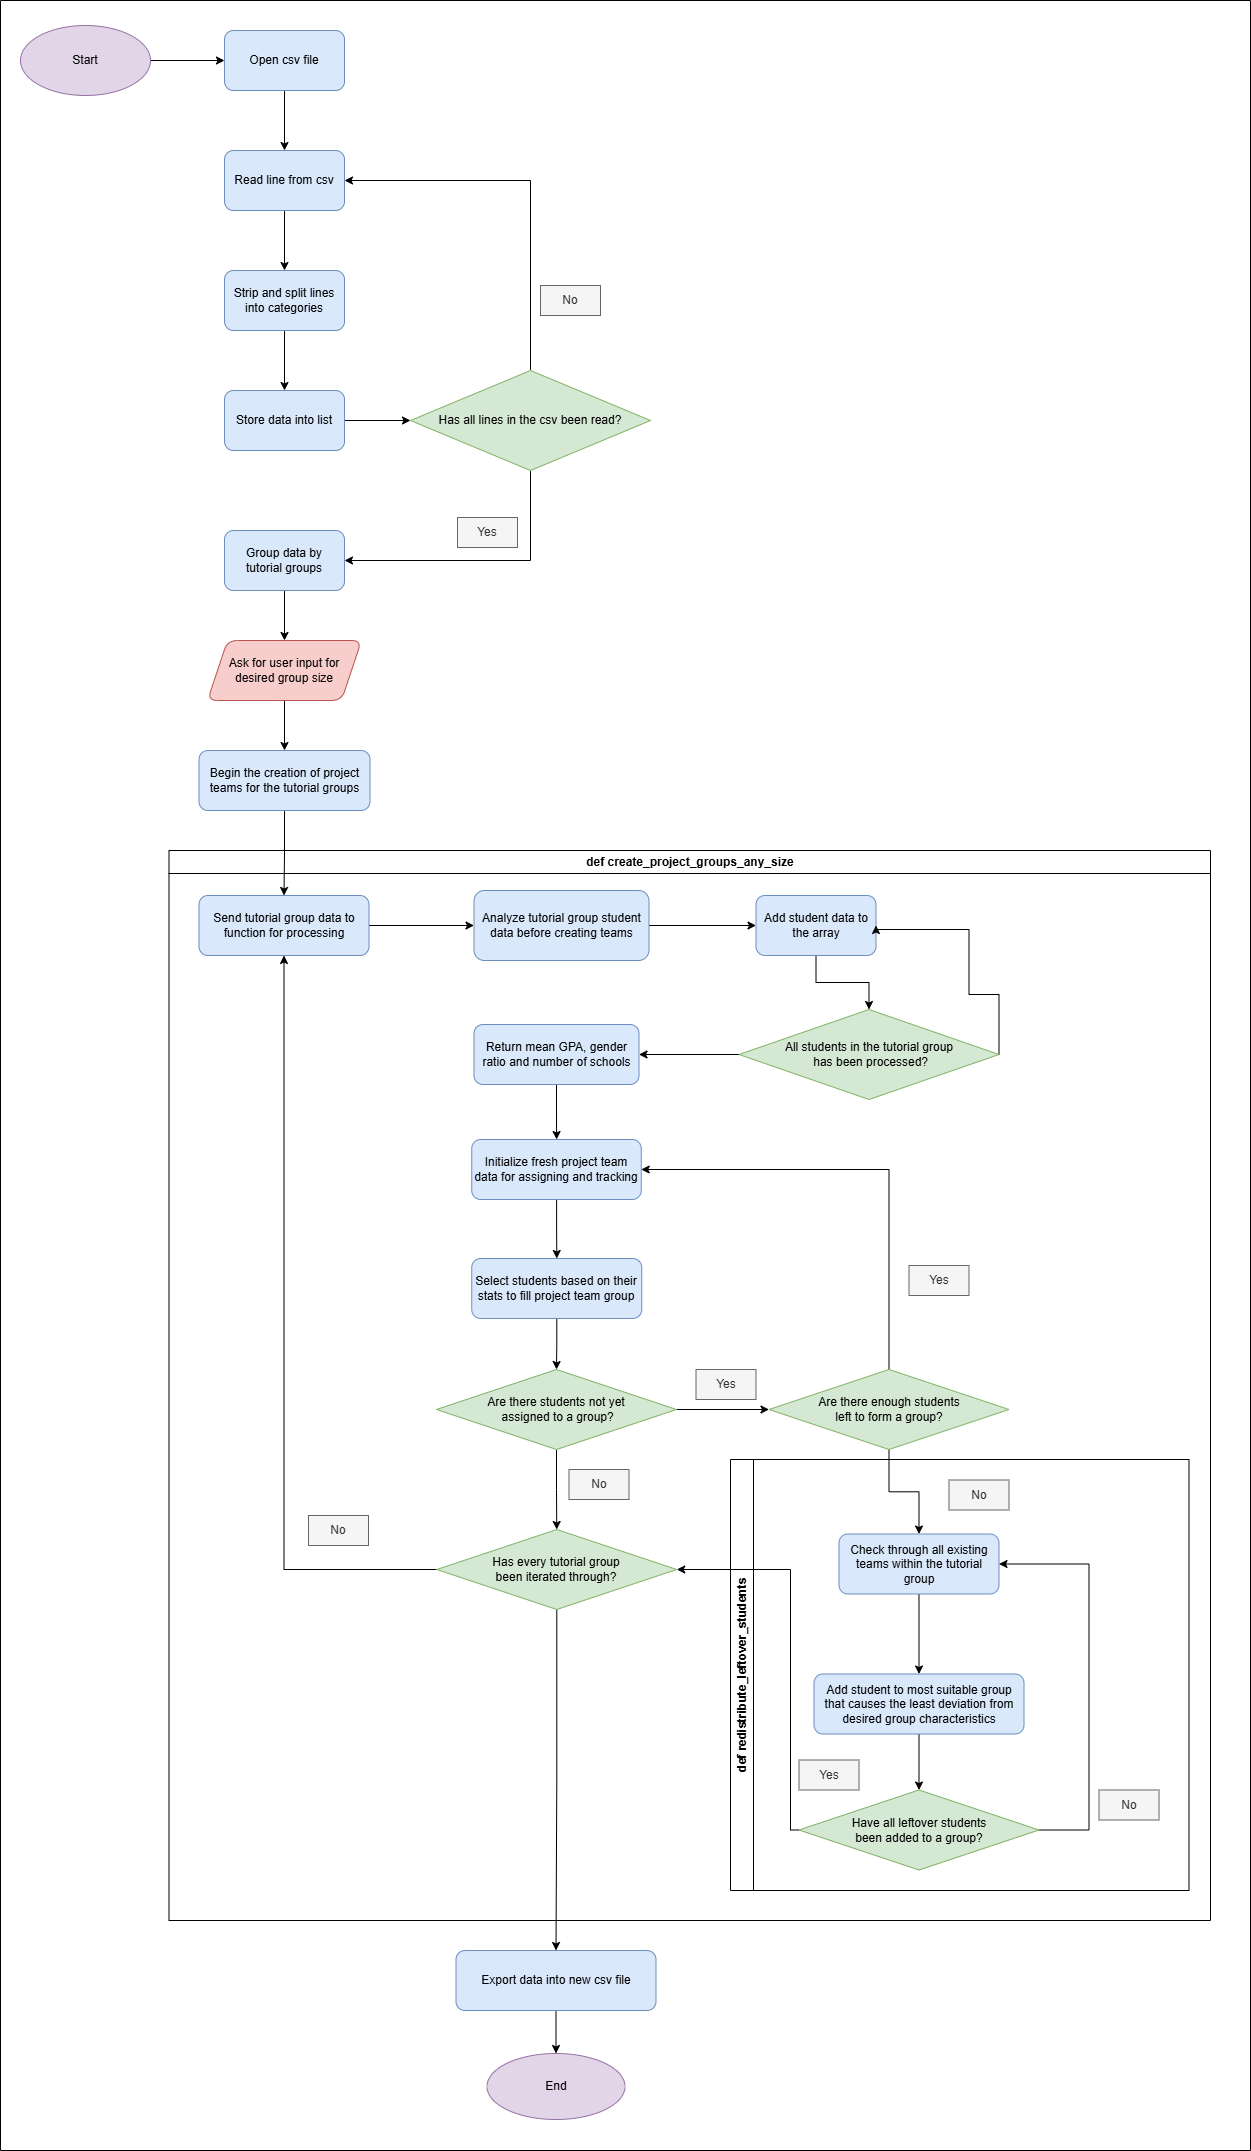 Start
Open csv file
Read line from csv
No
Strip and split lines
into categories
Store data into list
Has all lines in the csv been read?
Yes
Group data by
tutorial groups
Ask for user input for
desired group size
Begin the creation of project
teams for the tutorial groups
def create_project_groups_any_size
Send tutorial group data to
function for processing
Analyze tutorial group student
data before creating teams
Add student data to
the array
All students in the tutorial group
has been processed?
Return mean GPA, gender
ratio and number of schools
Initialize fresh project team
data for assigning and tracking
Yes
Select students based on their
stats to fill project team group
Are there students not yet
assigned to a group?
Yes
Are there enough students
left to form a group?
No
No
No
Has every tutorial group
been iterated through?
def redistribute_leftover_students
Check through all existing
teams within the tutorial
group
Add student to most suitable group
that causes the least deviation from
desired group characteristics
Yes
No
Have all leftover students
been added to a group?
Export data into new csv file
End